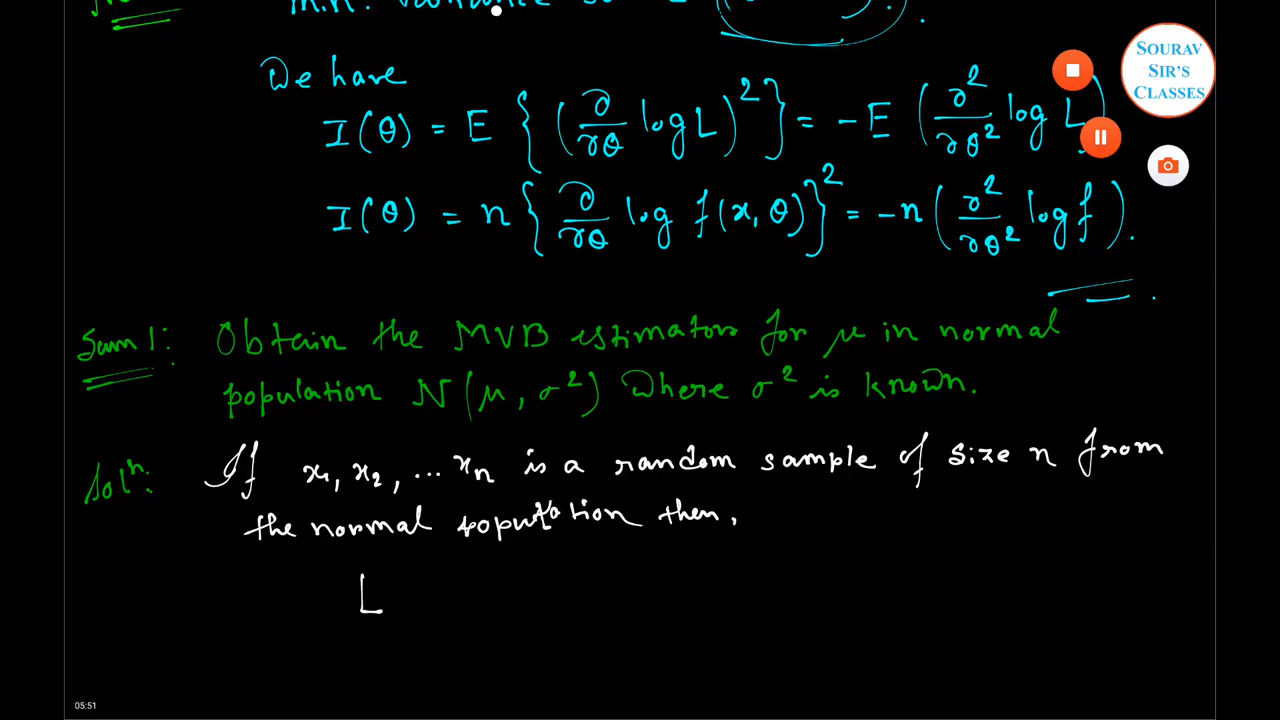 m.n. variance
SOURAV
SIR'S
CLASSES
We have
I(θ) = E {(∂/∂θ log L)²} = -E (∂²/∂θ² log L)
I(θ) = n {∂/∂θ log f(x, θ)}² = -n (∂²/∂θ² log f).
Sum 1: Obtain the MVB estimators for μ in normal
population N(μ, σ²) where σ² is known.
Solⁿ: If x₁, x₂, ... xn is a random sample of size n from
the normal population then,
L
05:51